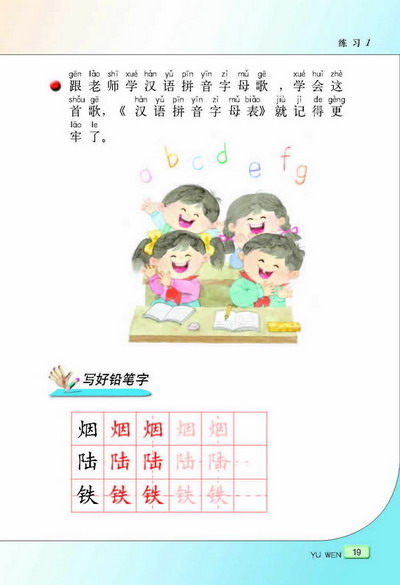 练习1
gēn lǎo shī xué hàn yǔ pīn yīn zì mǔ gē xué huì zhè
跟老师学汉语拼音字母歌，学会这
shǒu gē hàn yǔ pīn yīn zì mǔ biǎo jiù jì de gèng
首歌，《汉语拼音字母表》就记得更
láo le
牢了。
a b c d e f g
写好铅笔字
烟 烟 烟 烟 烟
陆 陆 陆 陆 陆
铁 铁 铁 铁 铁
YU WEN 19